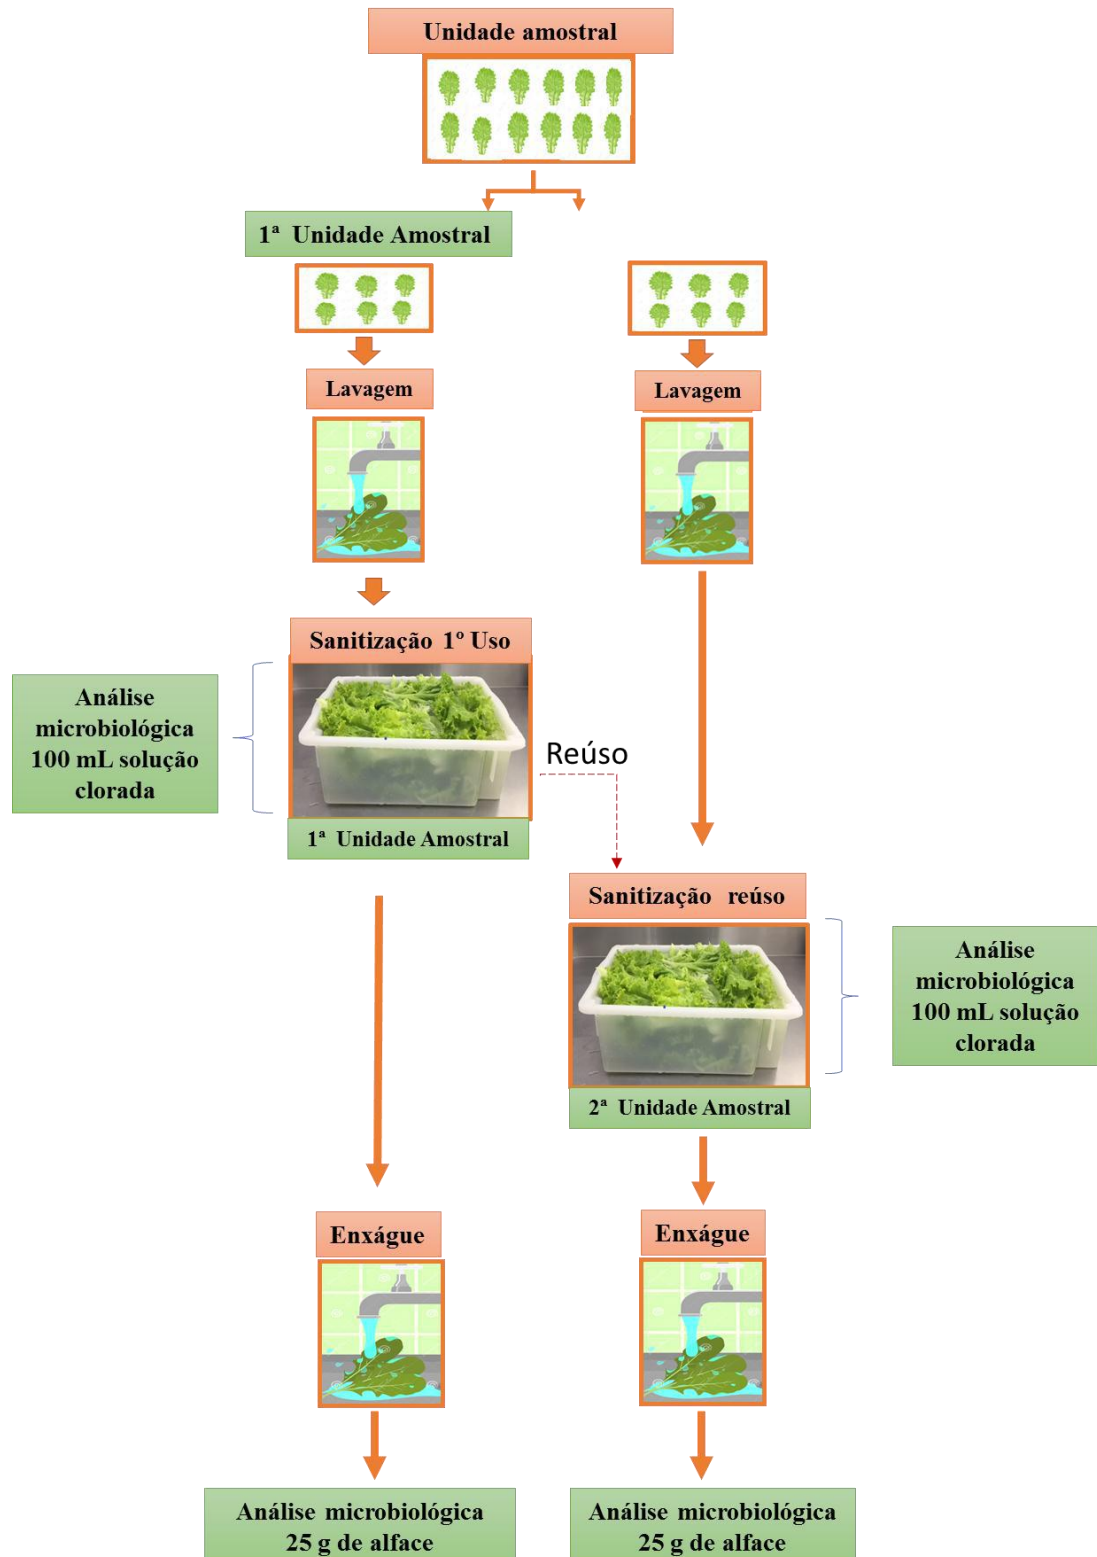 Unidade amostral
1ª Unidade Amostral
Lavagem
Lavagem
Sanitização 1º Uso
Análise
microbiológica
100 mL solução
clorada
Reúso
1ª Unidade Amostral
Sanitização reúso
Análise
microbiológica
100 mL solução
clorada
2ª Unidade Amostral
Enxágue
Enxágue
Análise microbiológica
25 g de alface
Análise microbiológica
25 g de alface